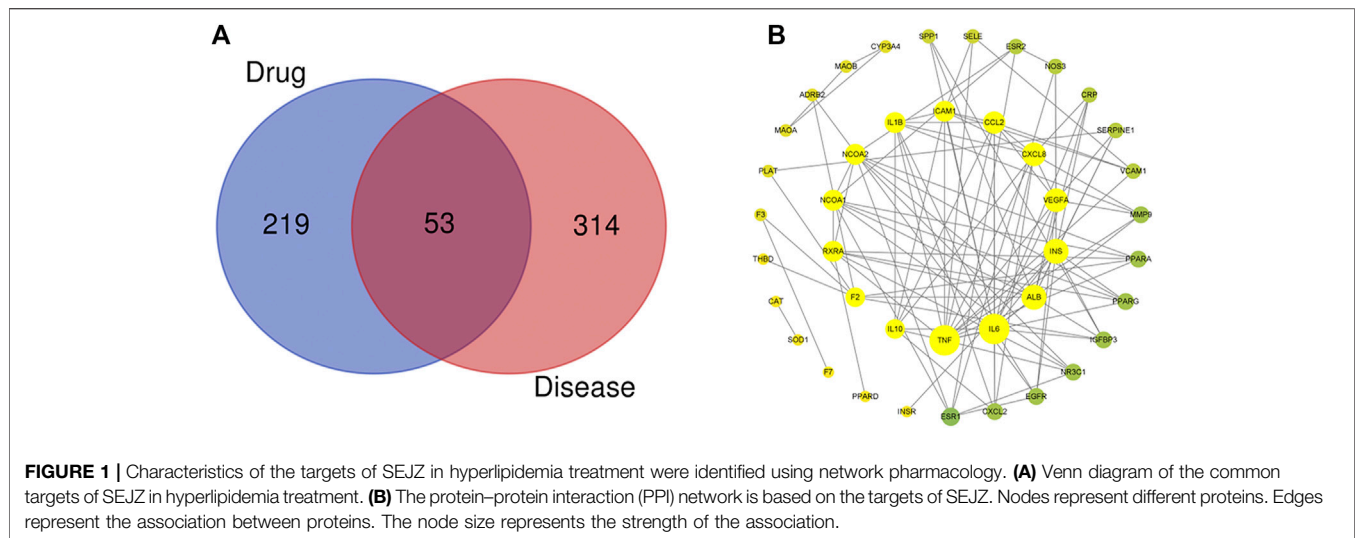 A
Drug
219
53
314
Disease
B
CYP3A4
MAOB
ADRB2
MAOA
PLAT
F3
THBD
CAT
SOD1
F7
PPARD
INSR
ESR1
CXCL2
EGFR
NR3C1
IGFBP3
PPARG
PPARA
MMP9
VCAM1
SERPINE1
CRP
NOS3
ESR2
SELE
SPP1
ICAM1
CCL2
CXCL8
VEGFA
INS
ALB
IL6
TNF
IL10
F2
RXRA
NCOA1
NCOA2
IL1B
FIGURE 1 | Characteristics of the targets of SEJZ in hyperlipidemia treatment were identified using network pharmacology. (A) Venn diagram of the common
targets of SEJZ in hyperlipidemia treatment. (B) The protein–protein interaction (PPI) network is based on the targets of SEJZ. Nodes represent different proteins. Edges
represent the association between proteins. The node size represents the strength of the association.